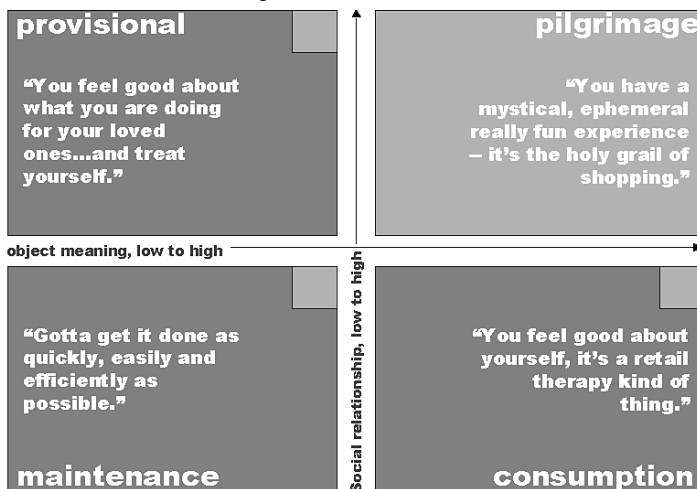 provisional
“You feel good about
what you are doing
for your loved
ones...and treat
yourself.”
pilgrimage
“You have a
mystical, ephemeral
really fun experience
– it’s the holy grail of
shopping.”
object meaning, low to high
Social relationship, low to high
“Gotta get it done as
quickly, easily and
efficiently as
possible.”
maintenance
“You feel good about
yourself, it’s a retail
therapy kind of
thing.”
consumption